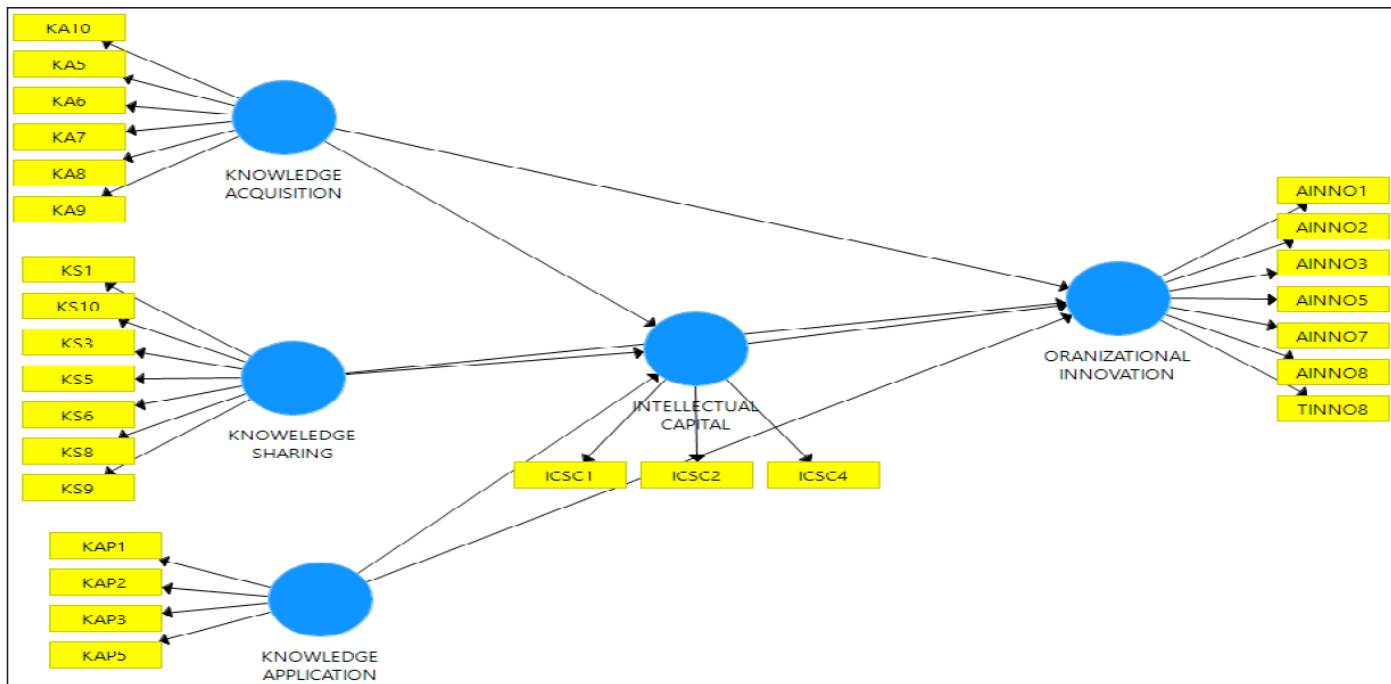 KA10
KA5
KA6
KA7
KA8
KA9
KNOWLEDGE
ACQUISITION
KS1
KS10
KS3
KS5
KS6
KS8
KS9
KNOWELEDGE
SHARING
KAP1
KAP2
KAP3
KAP5
KNOWLEDGE
APPLICATION
INTELLECTUAL
CAPITAL
ICSC1
ICSC2
ICSC4
ORANIZATIONAL
INNOVATION
AINNO1
AINNO2
AINNO3
AINNO5
AINNO7
AINNO8
TINNO8